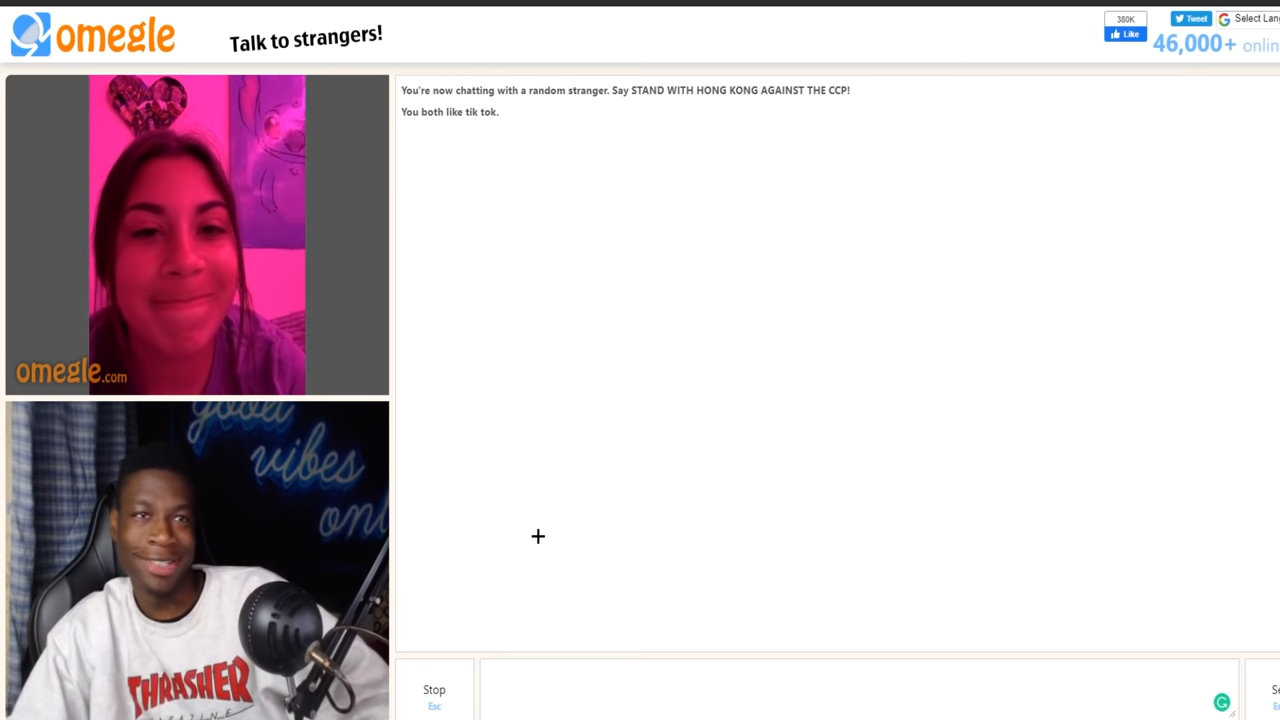 omegle
Talk to strangers!
380K
Like
Tweet
Select Lang
46,000+ onlin
You're now chatting with a random stranger. Say STAND WITH HONG KONG AGAINST THE CCP!
You both like tik tok.
omegle.com
good
vibes
onl
THRASHER
MAGAZINE
Stop
Esc